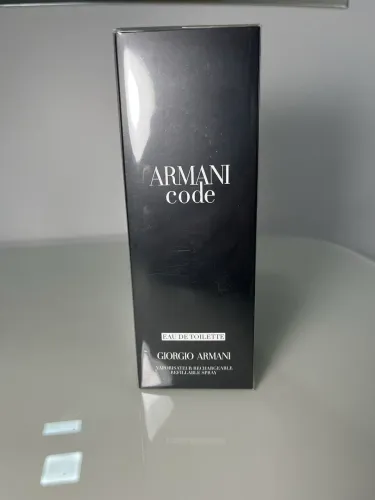 ARMANI
code
EAU DE TOILETTE
GIORGIO ARMANI
VAPORISATEUR RECHARGEABLE
REFILLABLE SPRAY